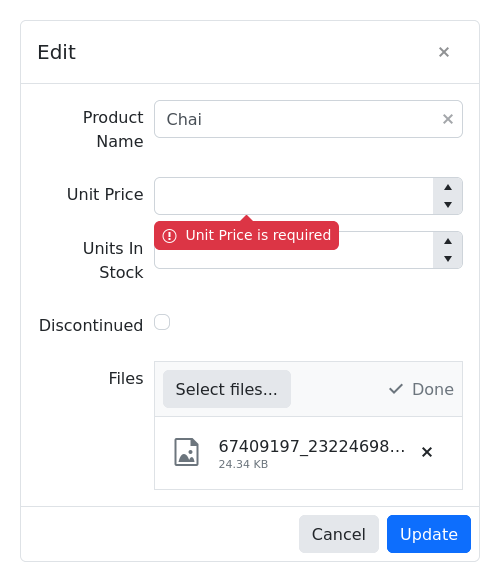 Edit
Product
Name
Chai
Unit Price
Unit Price is required
Units In
Stock
Discontinued
Files
Select files...
Done
67409197_23224698...
24.34 KB
Cancel
Update